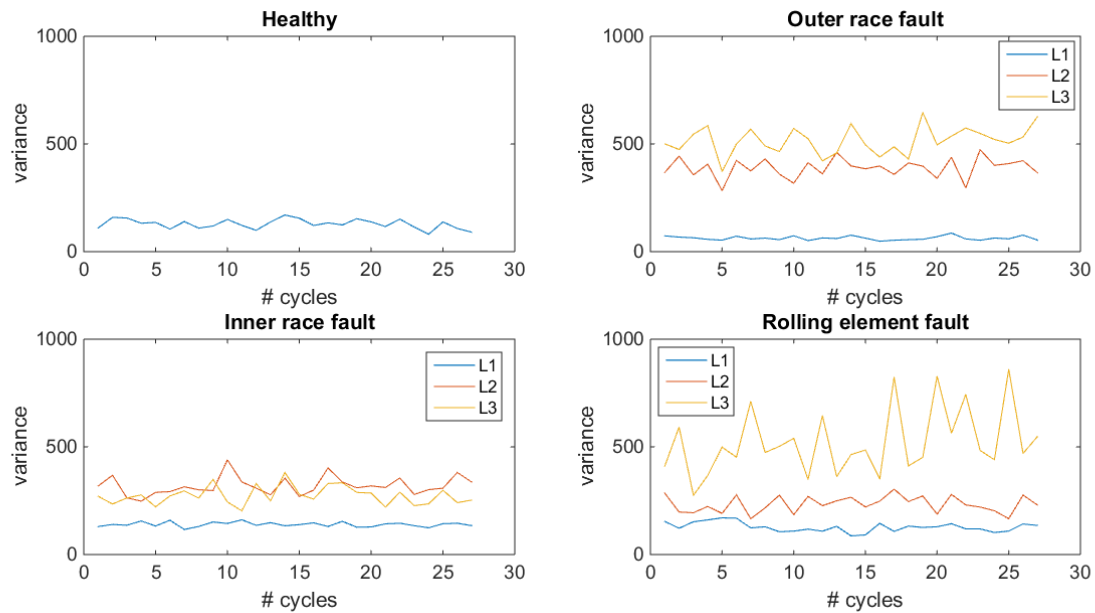 Healthy
1000
500
0
variance
0 5 10 15 20 25 30
# cycles
Outer race fault
1000
500
0
variance
L1
L2
L3
0 5 10 15 20 25 30
# cycles
Inner race fault
1000
500
0
variance
L1
L2
L3
0 5 10 15 20 25 30
# cycles
Rolling element fault
1000
500
0
variance
L1
L2
L3
0 5 10 15 20 25 30
# cycles